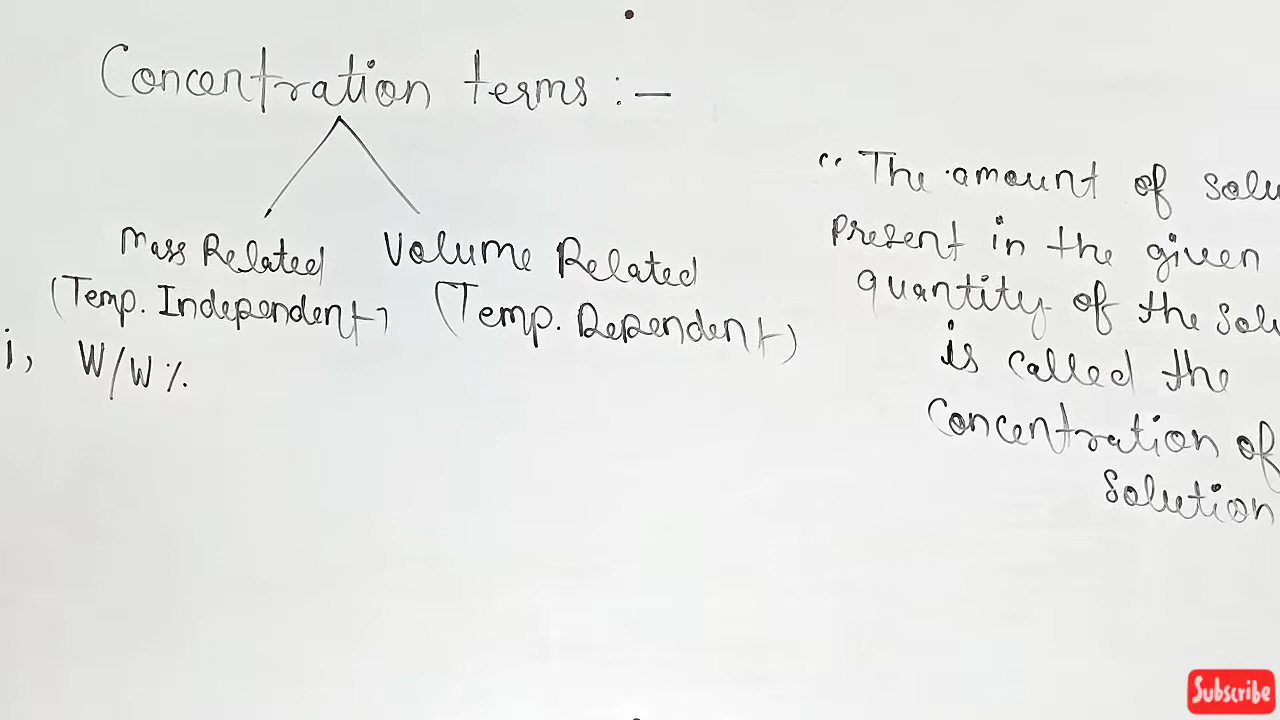 Concentration terms :-
Mass Related
(Temp. Independent)
i, W/W %
Volume Related
(Temp. Dependent)
“ The amount of solu
present in the given
quantity of the solu
is called the
Concentration of
Solution
Subscribe